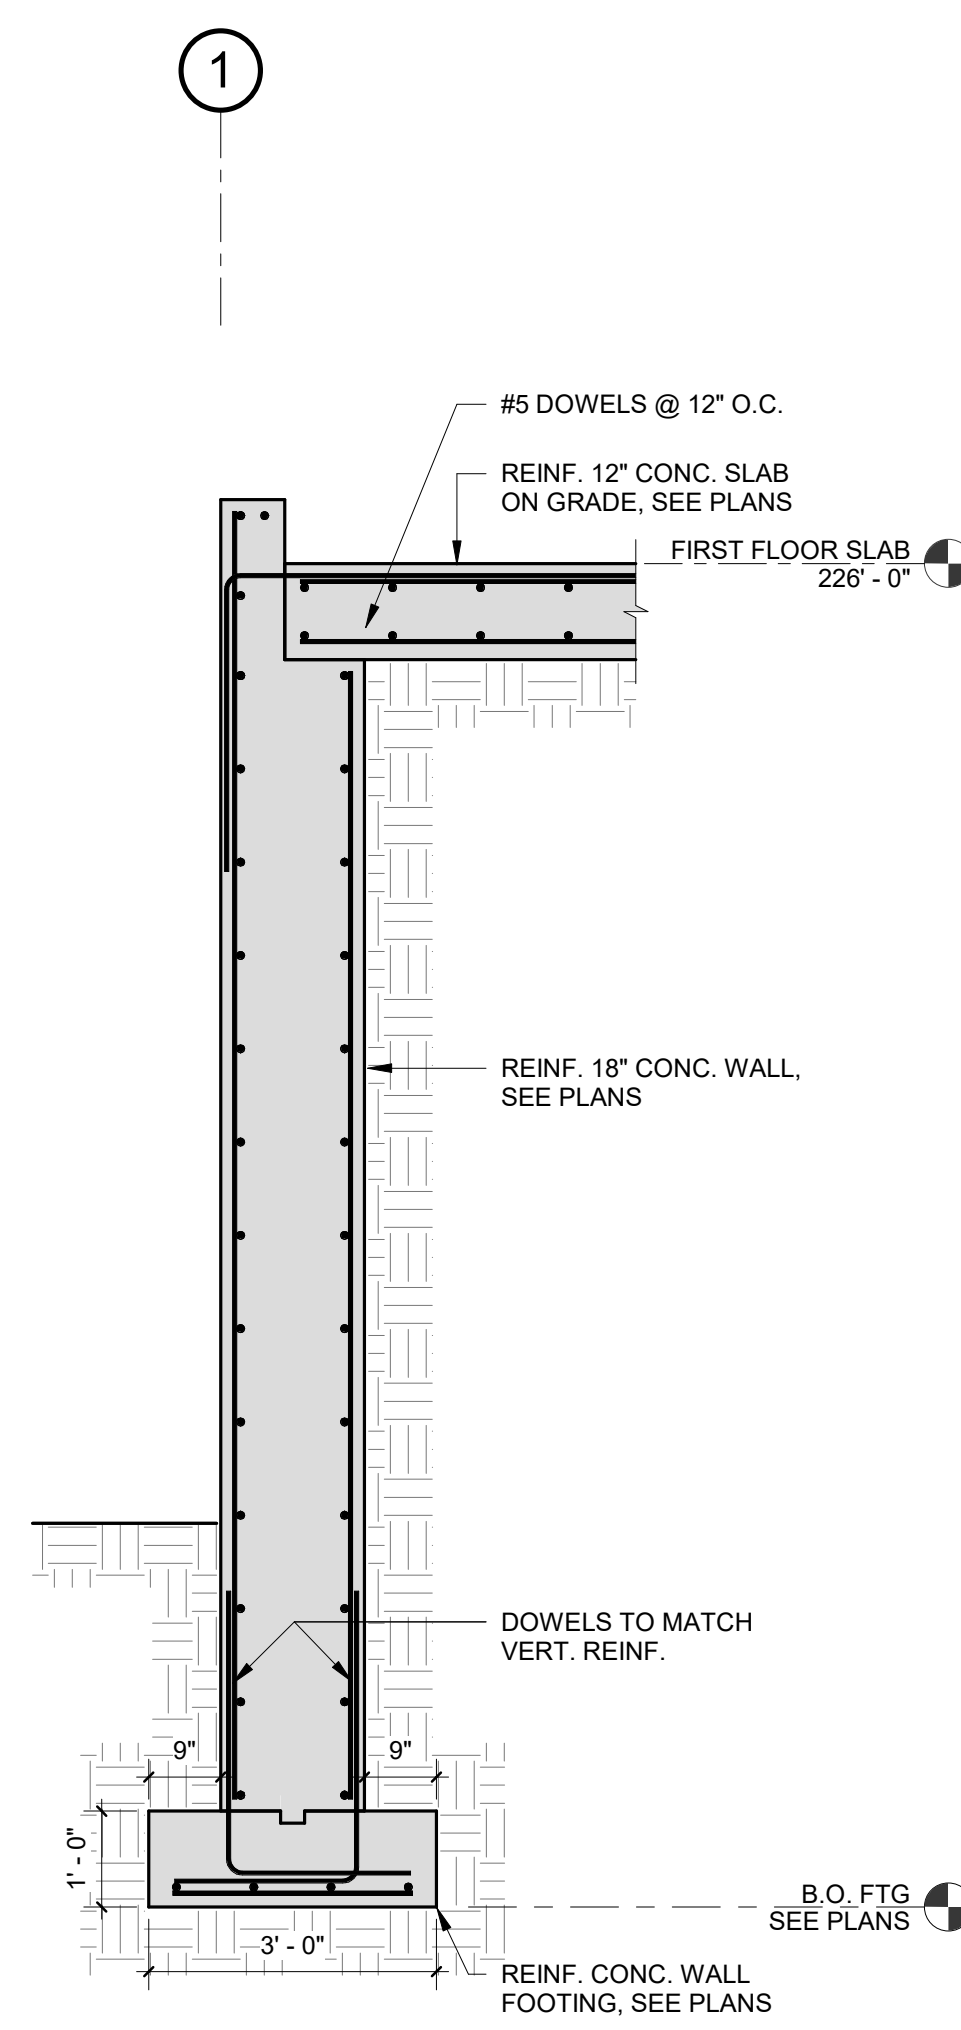 1
#5 DOWELS @ 12" O.C.
REINF. 12" CONC. SLAB
ON GRADE, SEE PLANS
FIRST FLOOR SLAB
226' - 0"
REINF. 18" CONC. WALL,
SEE PLANS
DOWELS TO MATCH
VERT. REINF.
9"
9"
1' - 0"
B.O. FTG
SEE PLANS
3' - 0"
REINF. CONC. WALL
FOOTING, SEE PLANS